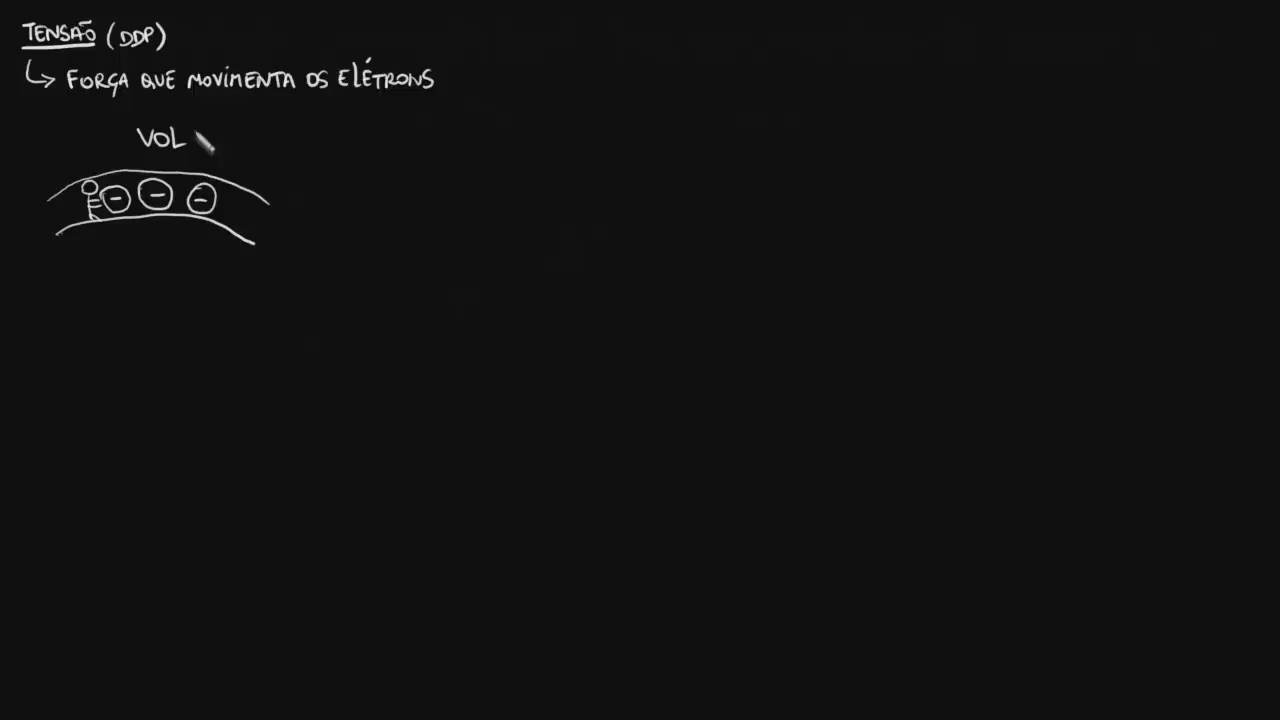 TENSÃO (DDP)
↳ FORÇA QUE MOVIMENTA OS ELÉTRONS
VOL
- - -